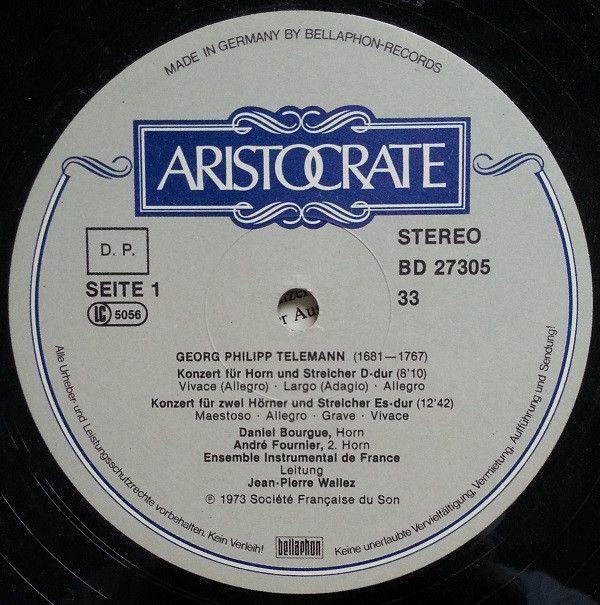 MADE IN GERMANY BY BELLAPHON-RECORDS
ARISTOCRATE
D. P.
STEREO
BD 27305
SEITE 1
33
LC 5056
GEORG PHILIPP TELEMANN (1681—1767)
Konzert für Horn und Streicher D-dur (8'10)
Vivace (Allegro) · Largo (Adagio) · Allegro
Konzert für zwei Hörner und Streicher Es-dur (12'42)
Maestoso · Allegro · Grave · Vivace
Daniel Bourgue, Horn
André Fournier, 2. Horn
Ensemble Instrumental de France
Leitung
Jean-Pierre Wallez
℗ 1973 Société Française du Son
Alle Urheber- und Leistungsschutzrechte vorbehalten. Kein Verleih!
bellaphon
Keine unerlaubte Vervielfältigung, Vermietung, Aufführung und Sendung!